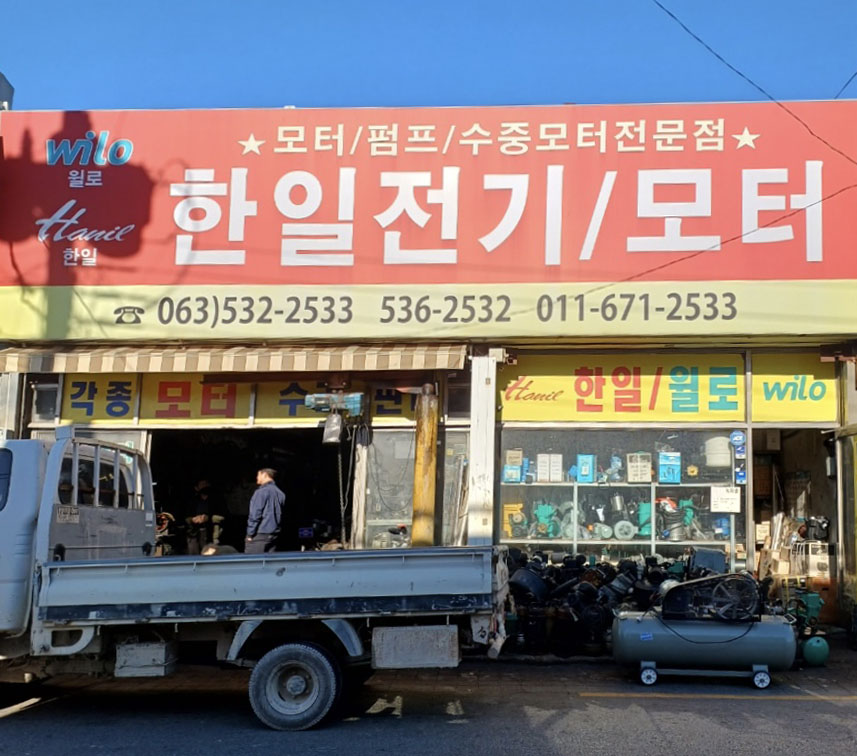 ★모터/펌프/수중모터전문점★
wilo
윌로
Hanil
한일
한일전기/모터
☎ 063)532-2533 536-2532 011-671-2533
각종 모터
Hanil 한일/윌로 wilo